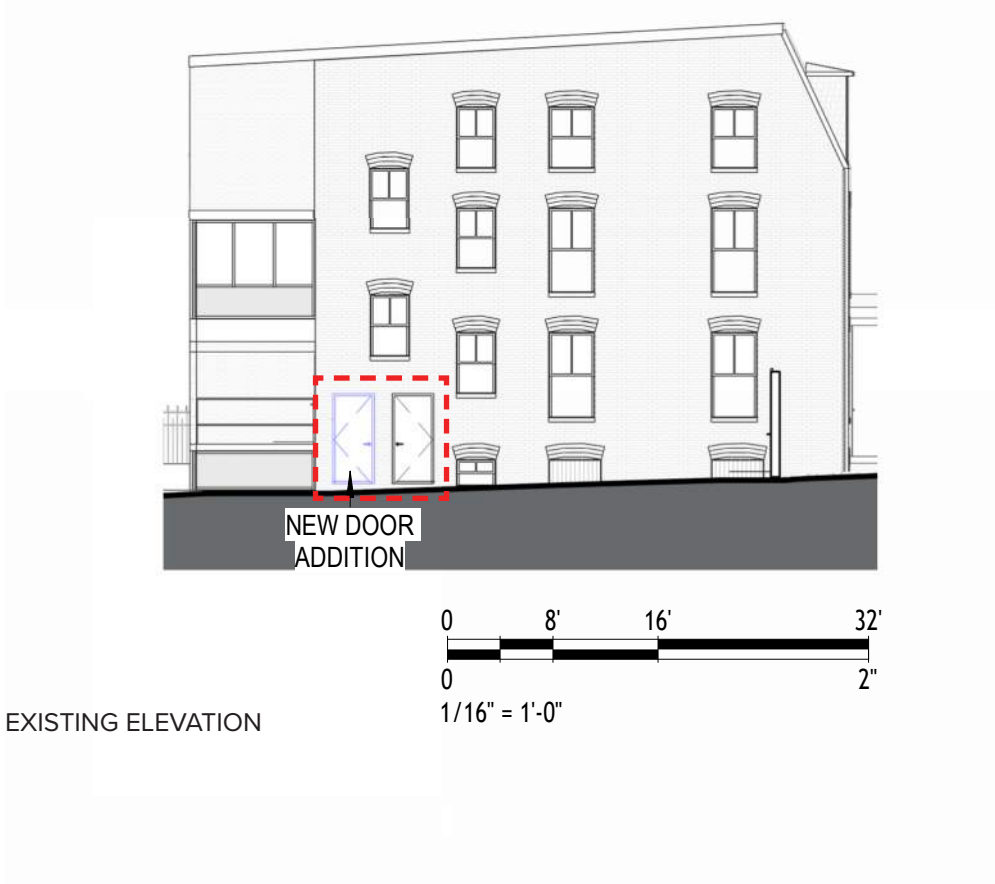 NEW DOOR
ADDITION
0 8' 16' 32'
0 2"
1/16" = 1'-0"
EXISTING ELEVATION